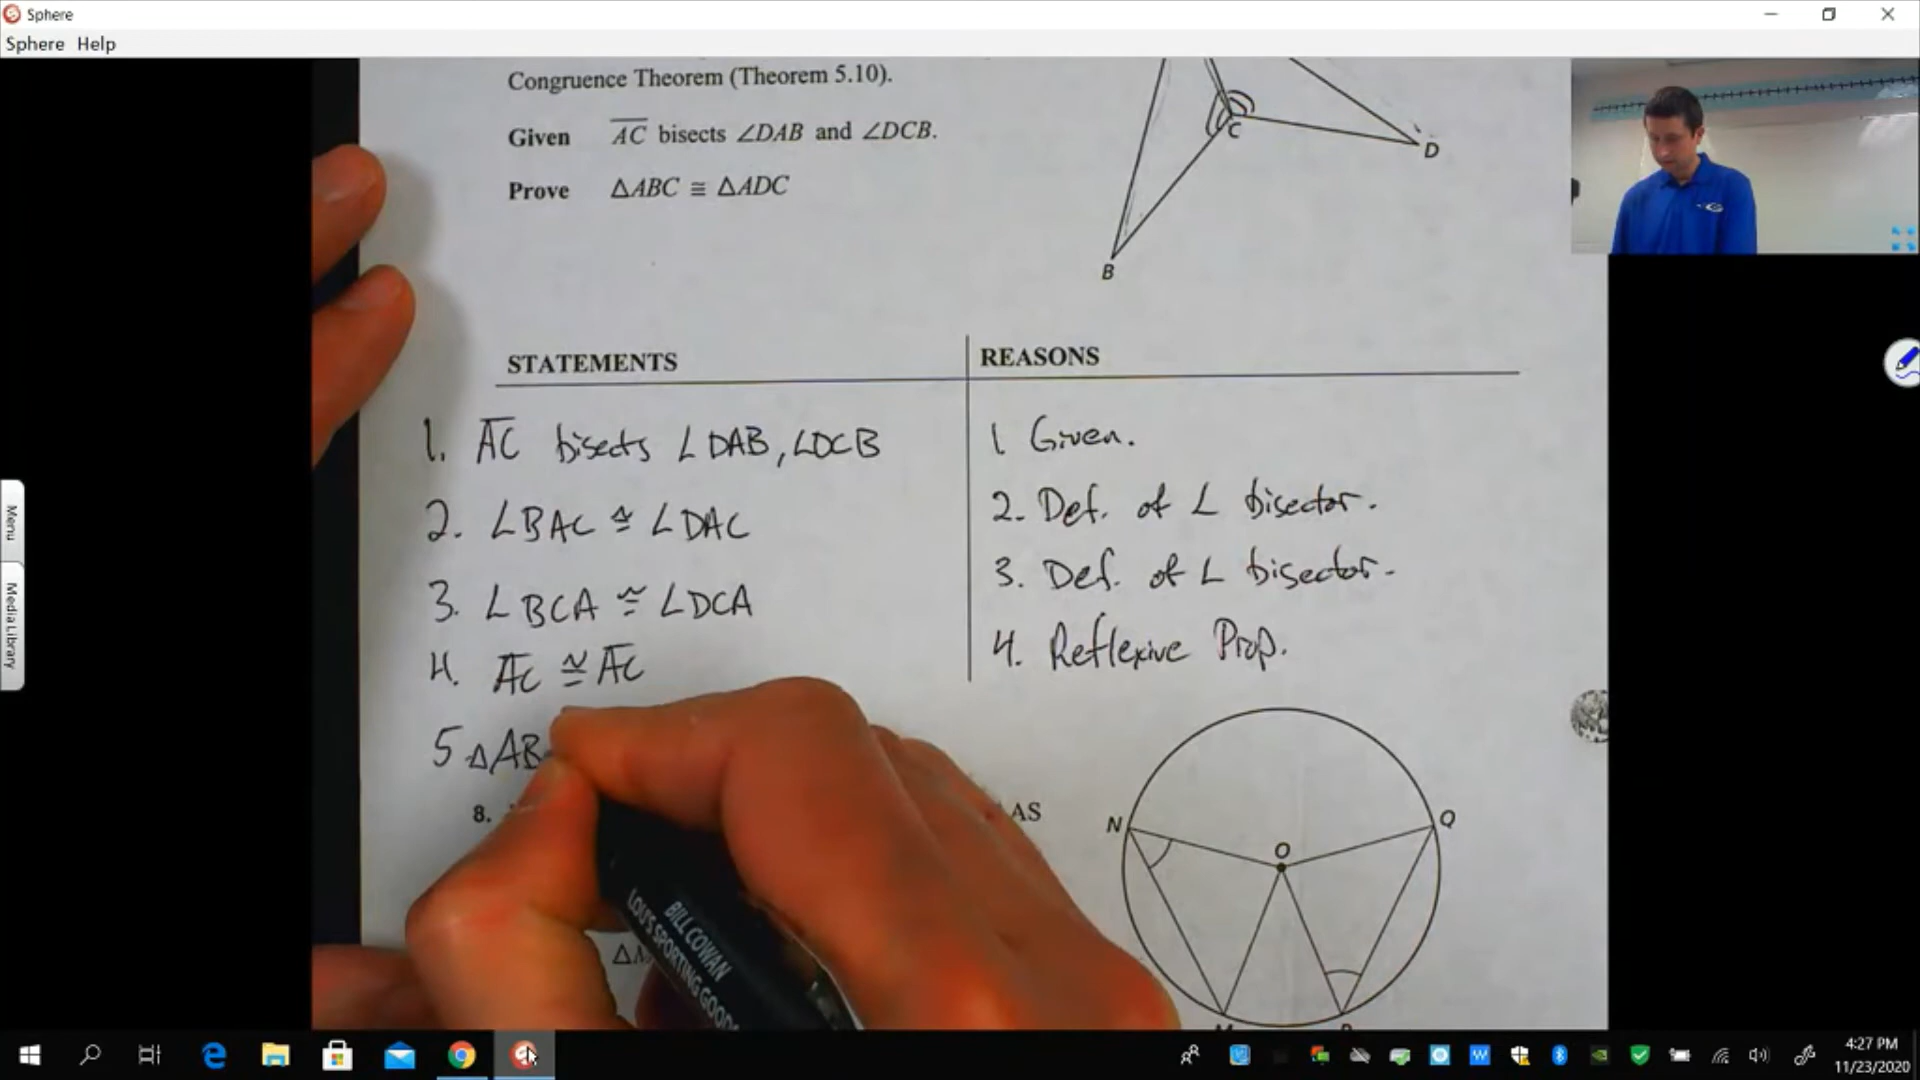 Sphere
Sphere Help
Congruence Theorem (Theorem 5.10).
Given AC bisects ∠DAB and ∠DCB.
Prove △ABC ≅ △ADC
C
D
B
STATEMENTS
REASONS
1. AC bisects ∠DAB, ∠DCB
1 Given.
2. ∠BAC ≅ ∠DAC
2. Def. of ∠ bisector.
3. ∠BCA ≅ ∠DCA
3. Def. of ∠ bisector.
4. AC ≅ AC
4. Reflexive Prop.
5 △AB
8.
AS
N
O
Q
BILL COWAN
LOU'S SPORTING GOODS
Menu
Media Library
4:27 PM
11/23/2020